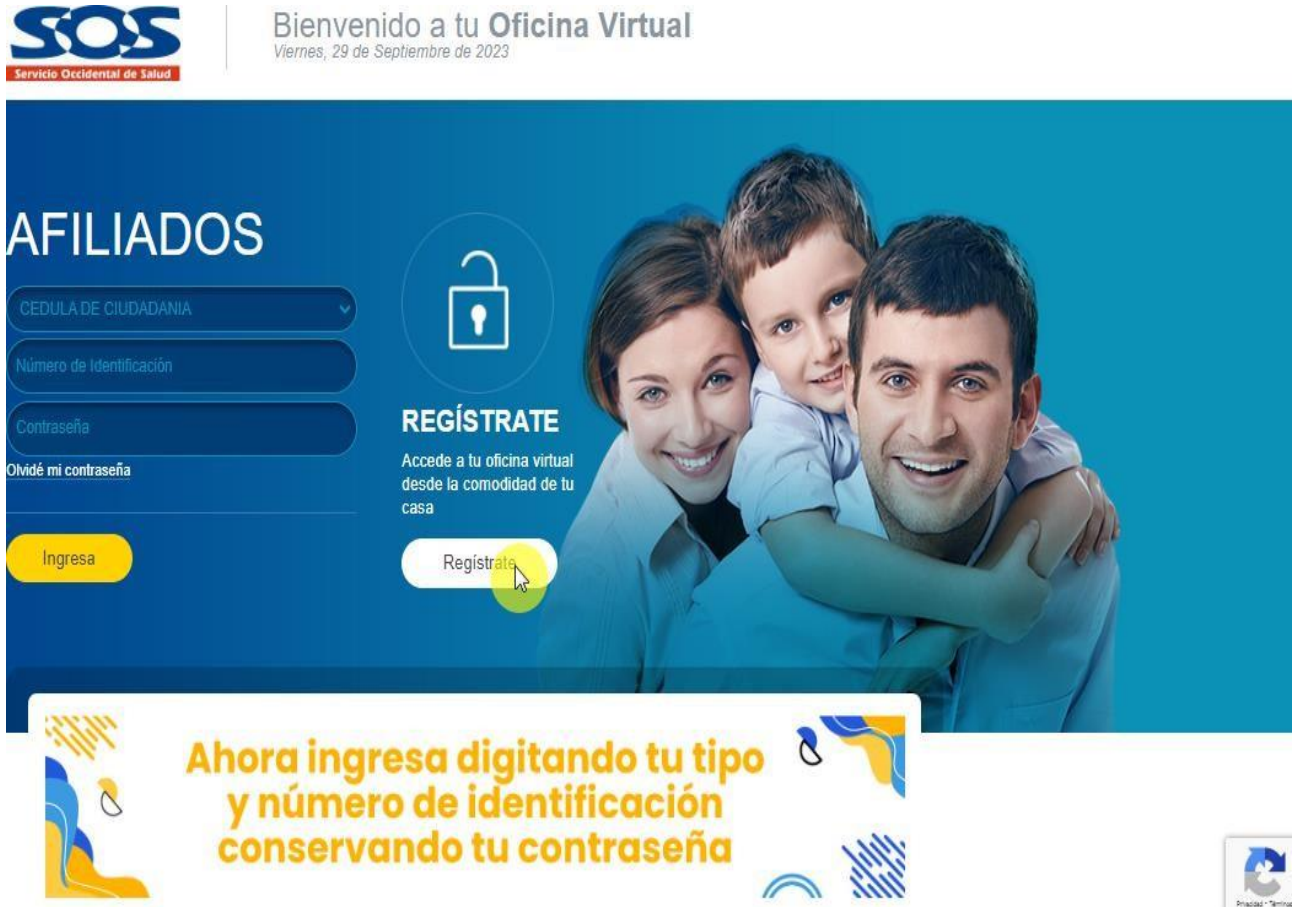 SOS
Servicio Occidental de Salud
Bienvenido a tu Oficina Virtual
Viernes, 29 de Septiembre de 2023
AFILIADOS
CEDULA DE CIUDADANIA
Número de Identificación
Contraseña
Olvidé mi contraseña
Ingresa
REGÍSTRATE
Accede a tu oficina virtual
desde la comodidad de tu
casa
Regístrate
Ahora ingresa digitando tu tipo
y número de identificación
conservando tu contraseña
Privacidad - Términos